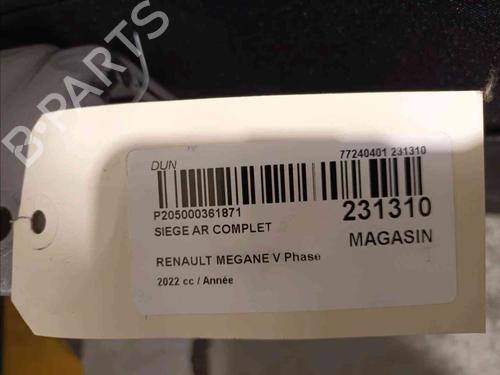 B-PARTS
DUN
77240401 231310
P205000361871
231310
SIEGE AR COMPLET
MAGASIN
RENAULT MEGANE V Phase
2022 cc / Année